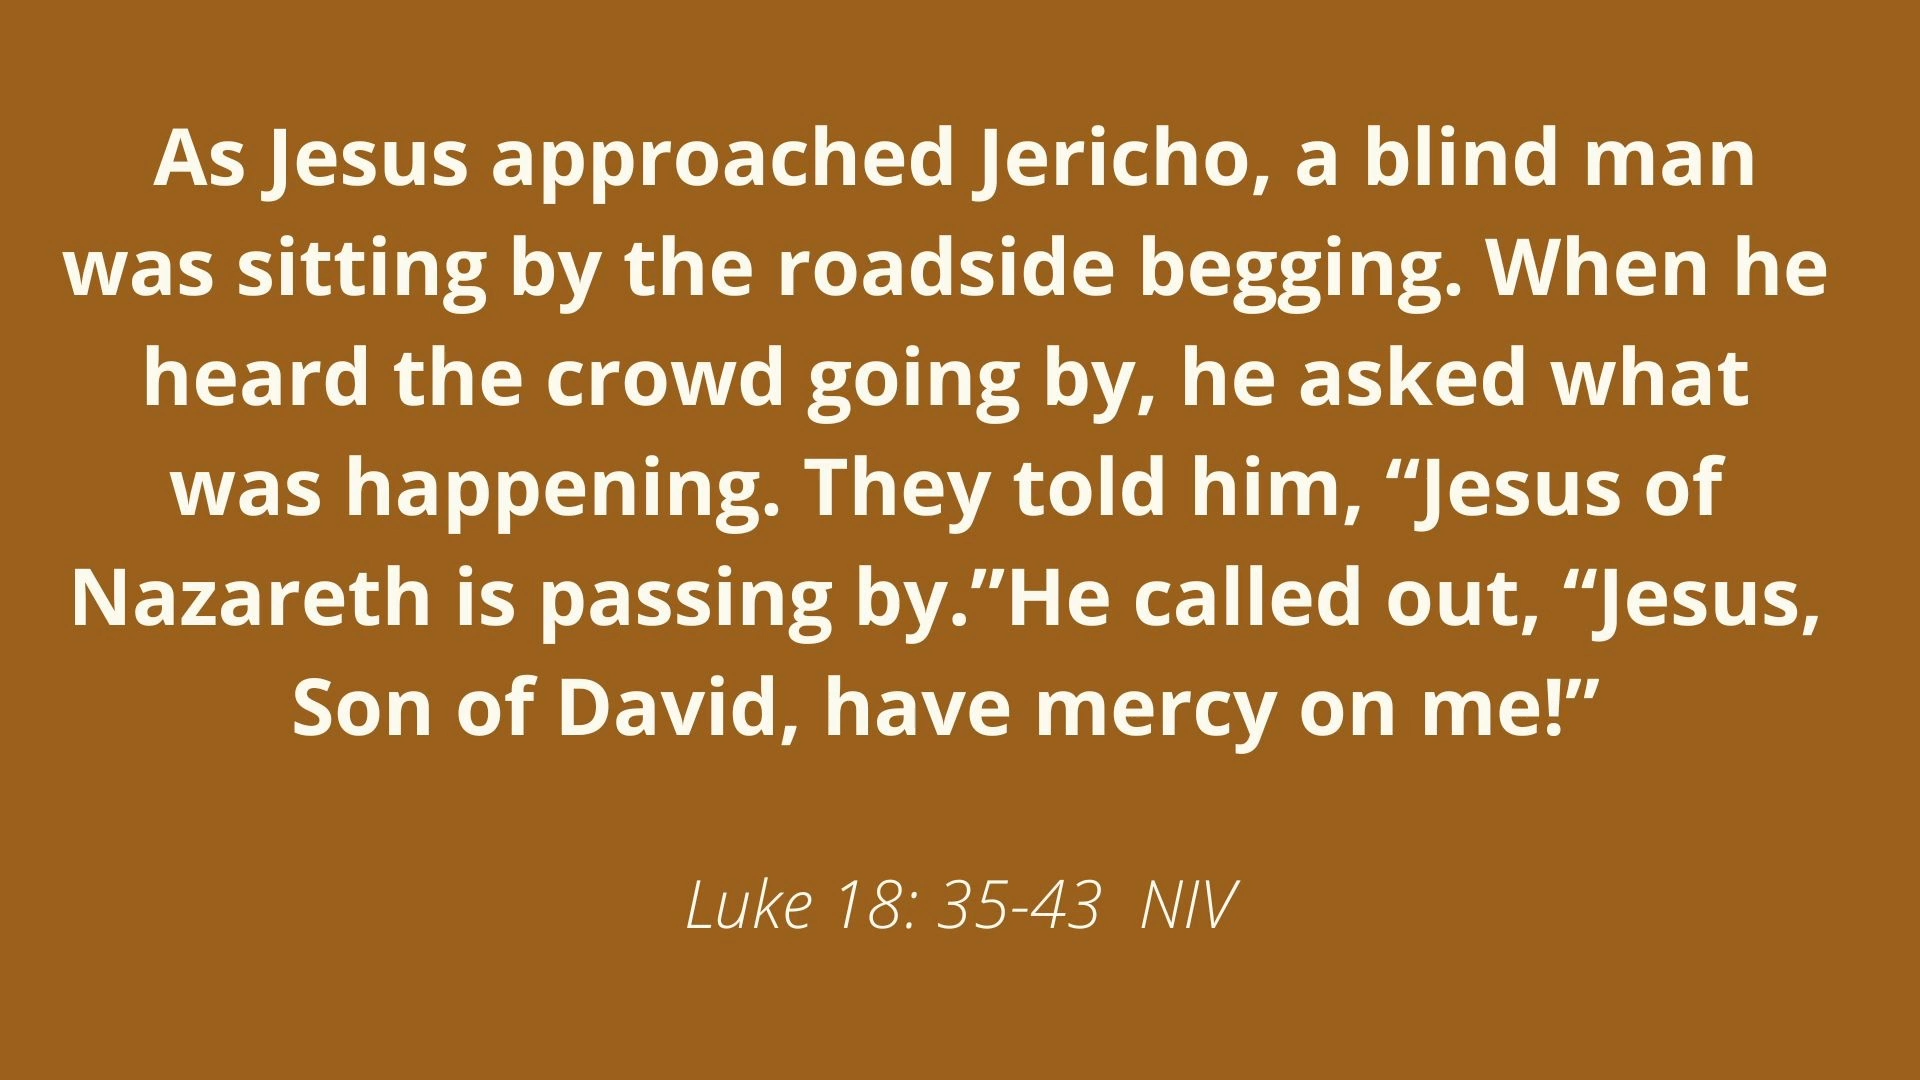 As Jesus approached Jericho, a blind man
was sitting by the roadside begging. When he
heard the crowd going by, he asked what
was happening. They told him, “Jesus of
Nazareth is passing by.”He called out, “Jesus,
Son of David, have mercy on me!”
Luke 18: 35-43  NIV